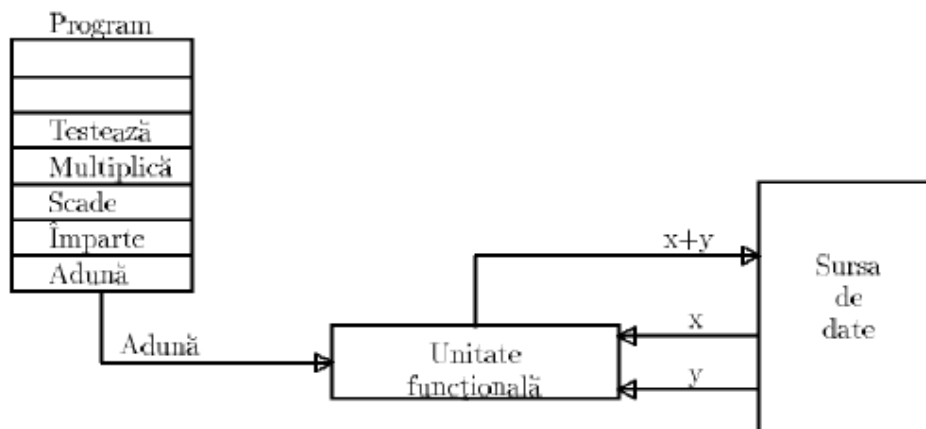 Program
Testează
Multiplică
Scade
Împarte
Adună
Adună
Unitate
funcțională
x+y
x
y
Sursa
de
date